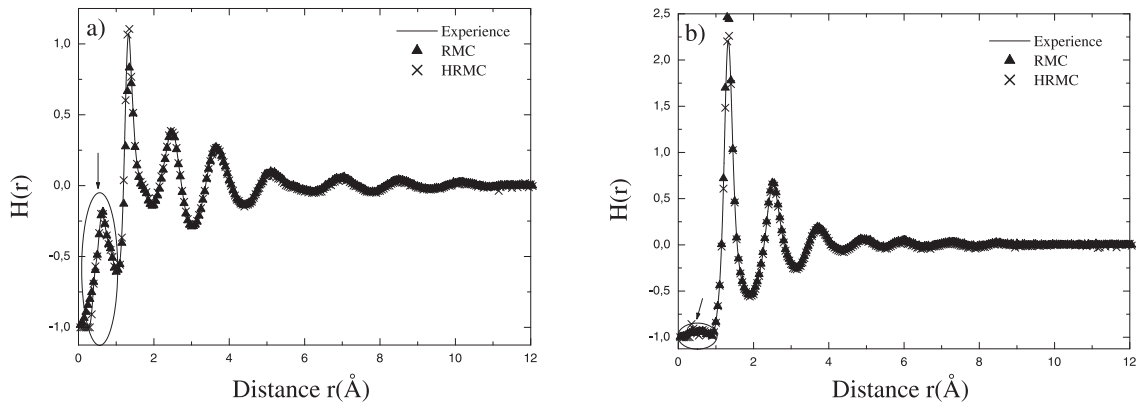 a)
Experience
RMC
HRMC
1,0
0,5
0,0
-0,5
-1,0
H(r)
0 2 4 6 8 10 12
Distance r(Å)
b)
Experience
RMC
HRMC
2,5
2,0
1,5
1,0
0,5
0,0
-0,5
-1,0
H(r)
0 2 4 6 8 10 12
Distance r(Å)